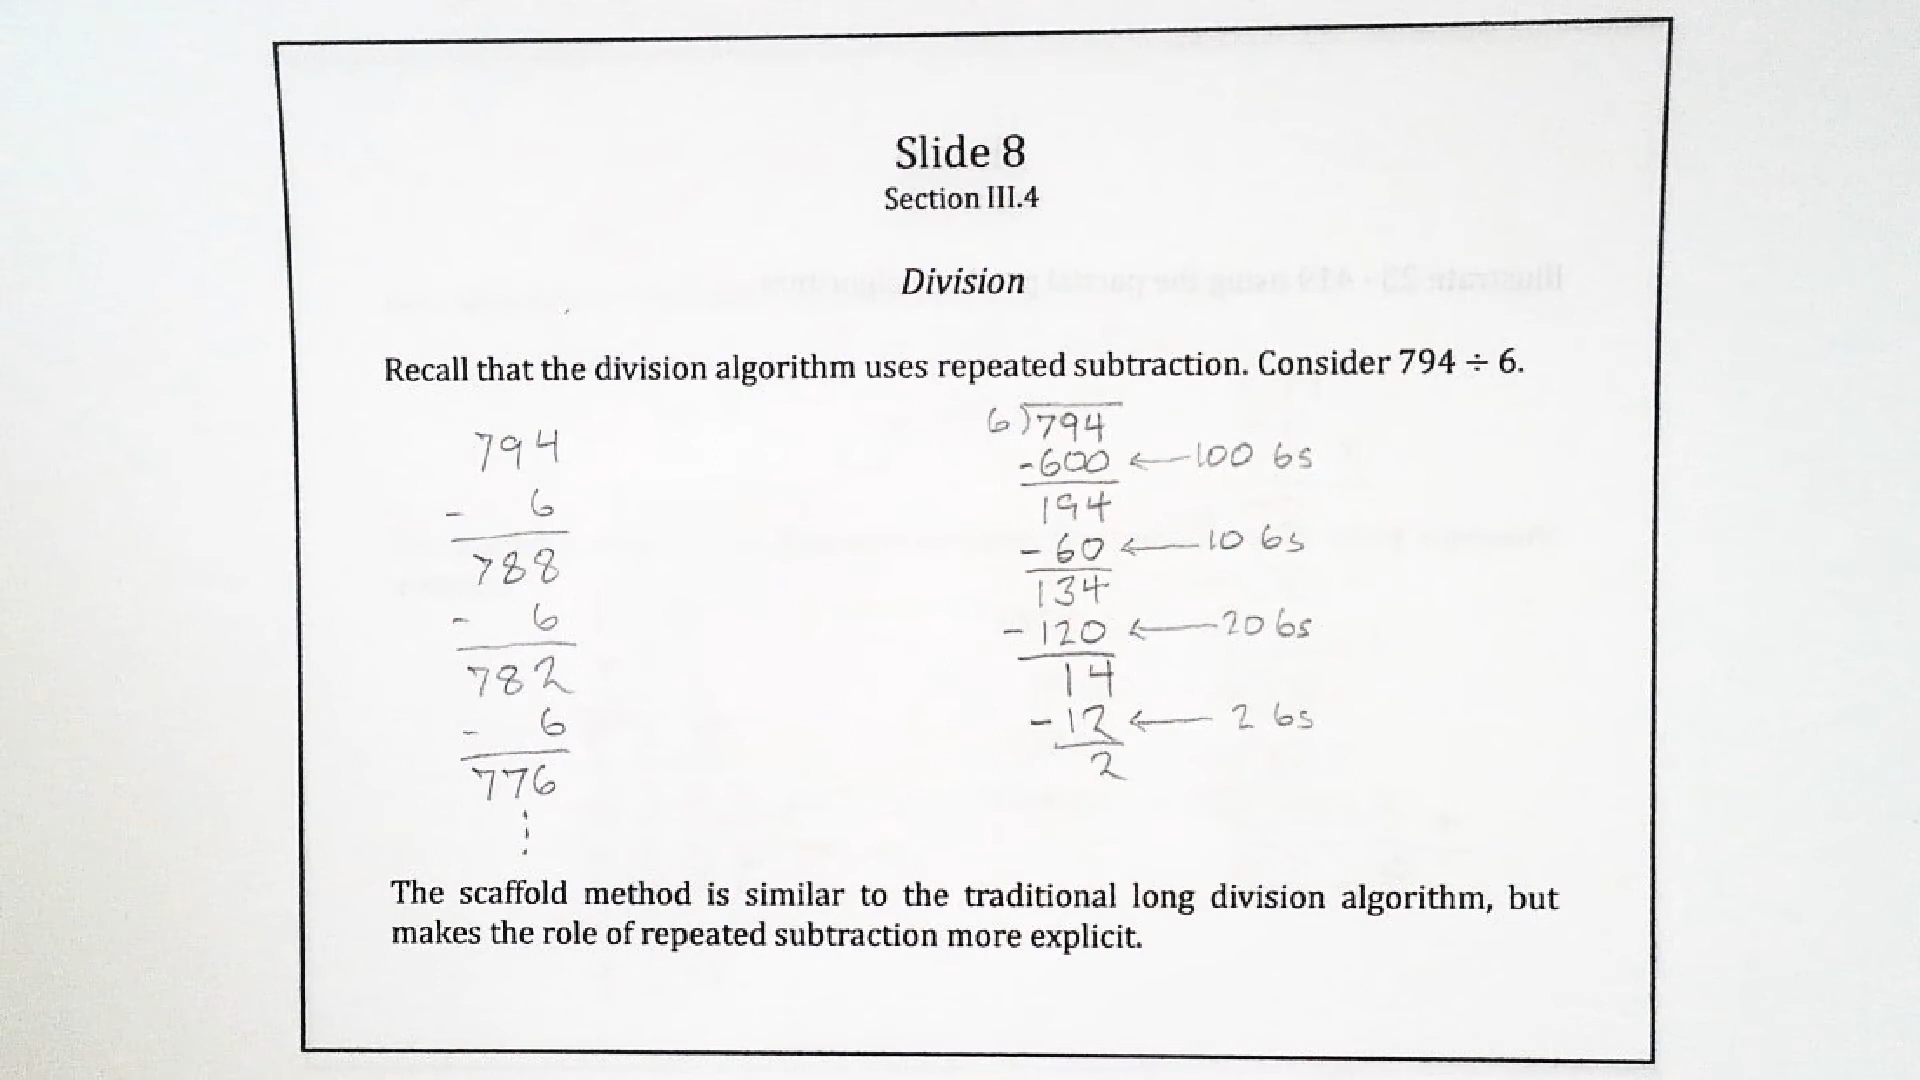 Slide 8
Section III.4
Division
Recall that the division algorithm uses repeated subtraction. Consider 794 ÷ 6.
794
- 6
788
- 6
782
- 6
776
6)794
-600 ← 100 6s
194
- 60 ← 10 6s
134
- 120 ← 20 6s
14
- 12 ← 2 6s
2
The scaffold method is similar to the traditional long division algorithm, but
makes the role of repeated subtraction more explicit.